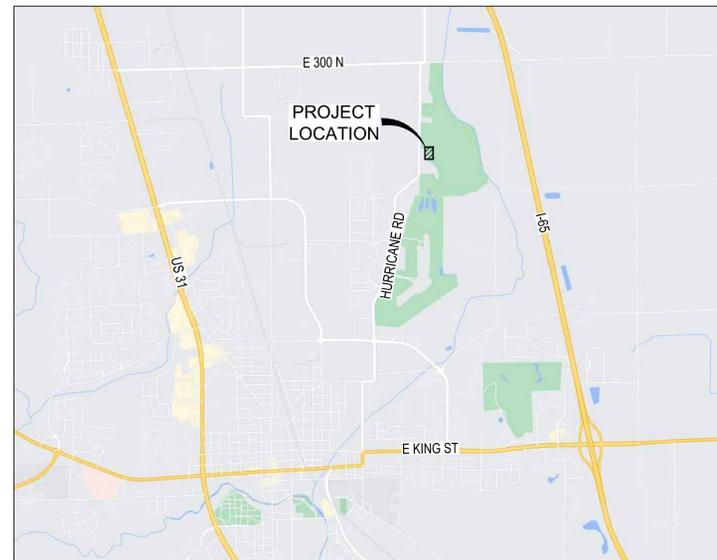 E 300 N
PROJECT
LOCATION
HURRICANE RD
I-65
US 31
E KING ST